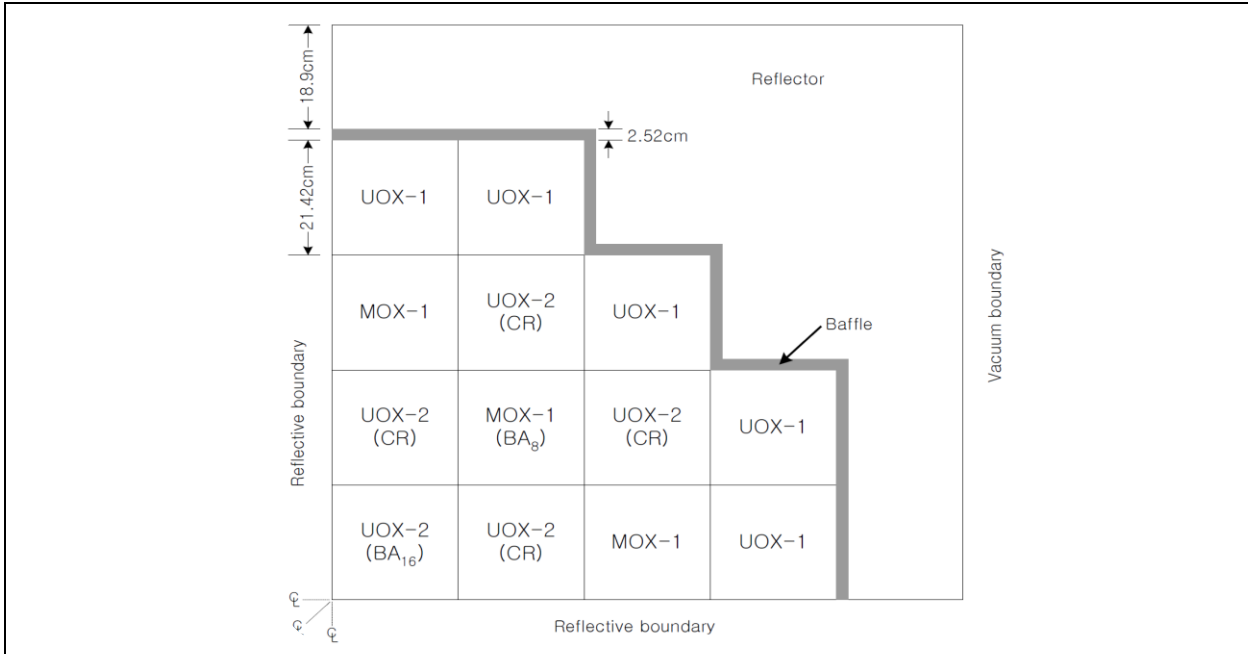 18.9cm
Reflector
2.52cm
21.42cm
UOX-1
UOX-1
MOX-1
UOX-2
(CR)
UOX-1
Baffle
Vacuum boundary
Reflective boundary
UOX-2
(CR)
MOX-1
(BA₈)
UOX-2
(CR)
UOX-1
UOX-2
(BA₁₆)
UOX-2
(CR)
MOX-1
UOX-1
℄
℄
℄
Reflective boundary